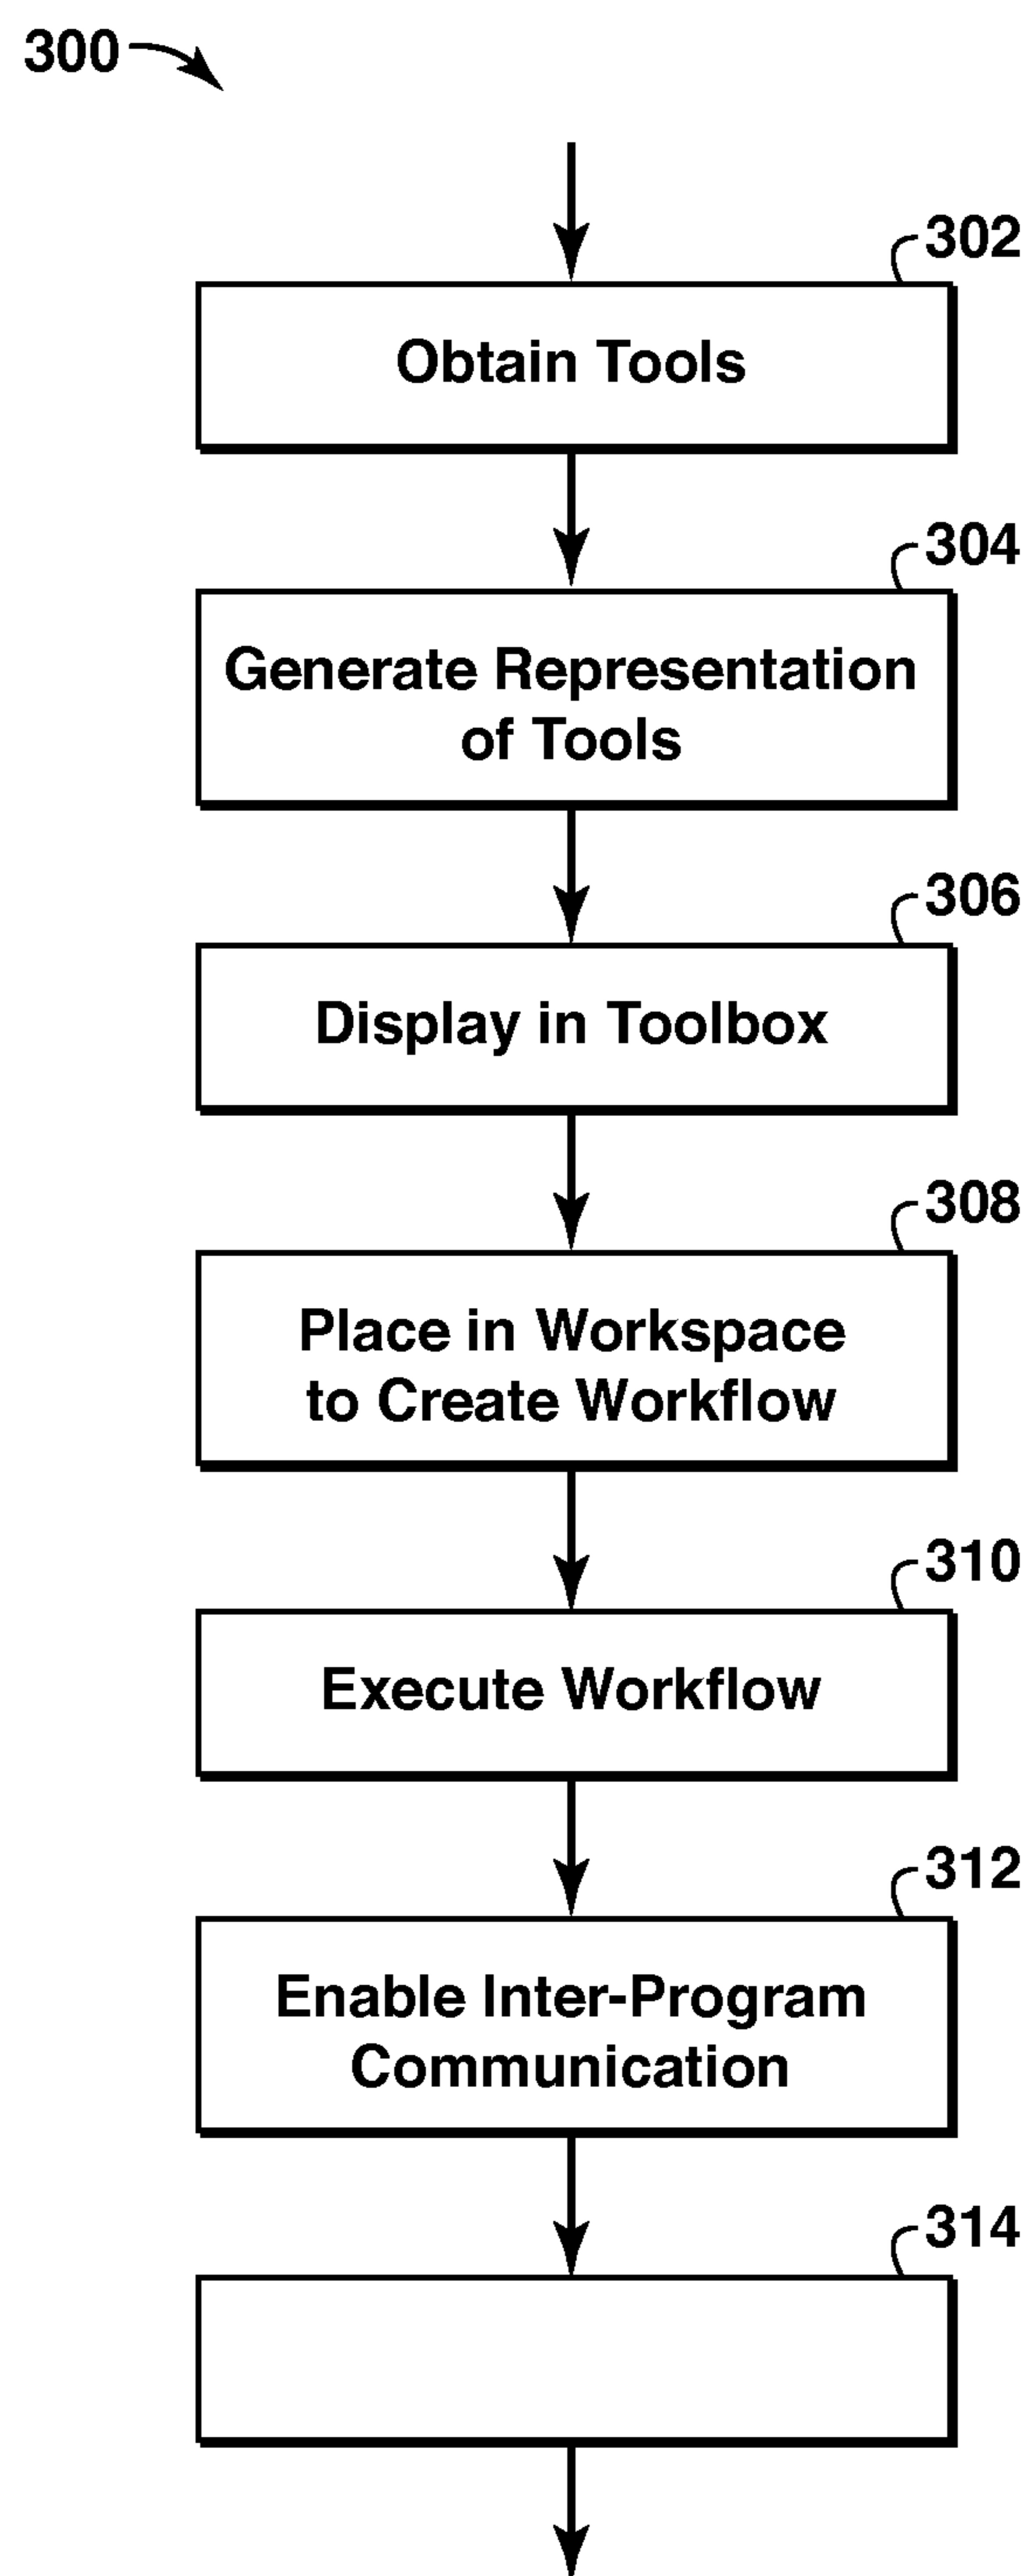 300
302
Obtain Tools
304
Generate Representation
of Tools
306
Display in Toolbox
308
Place in Workspace
to Create Workflow
310
Execute Workflow
312
Enable Inter-Program
Communication
314